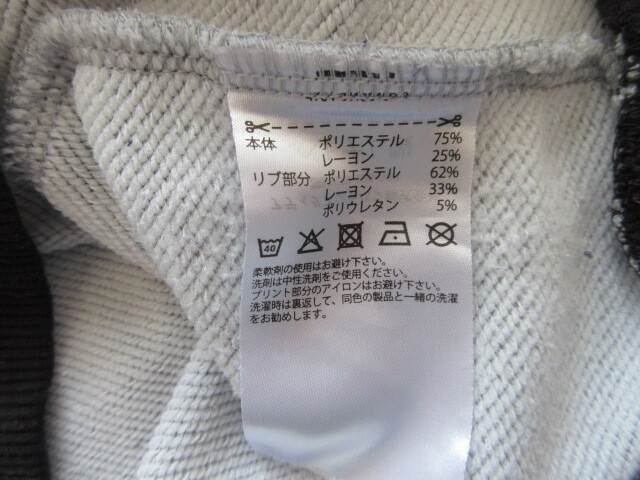 本体 ポリエステル 75%
レーヨン 25%
リブ部分 ポリエステル 62%
レーヨン 33%
ポリウレタン 5%
40
柔軟剤の使用はお避け下さい。
洗剤は中性洗剤をご使用ください。
プリント部分のアイロンはお避け下さい。
洗濯時は裏返して、同色の製品と一緒の洗濯
をお勧めします。